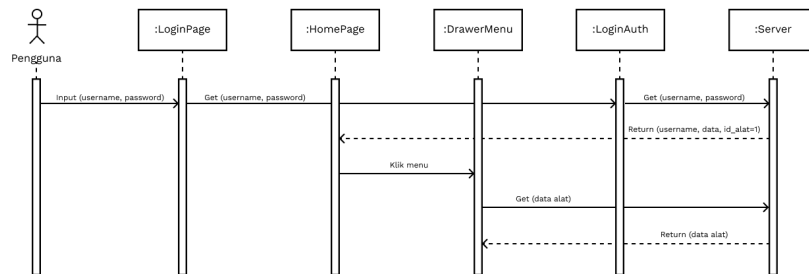 :LoginPage
:HomePage
:DrawerMenu
:LoginAuth
:Server
Pengguna
Input (username, password)
Get (username, password)
Get (username, password)
Return (username, data, id_alat=1)
Klik menu
Get (data alat)
Return (data alat)